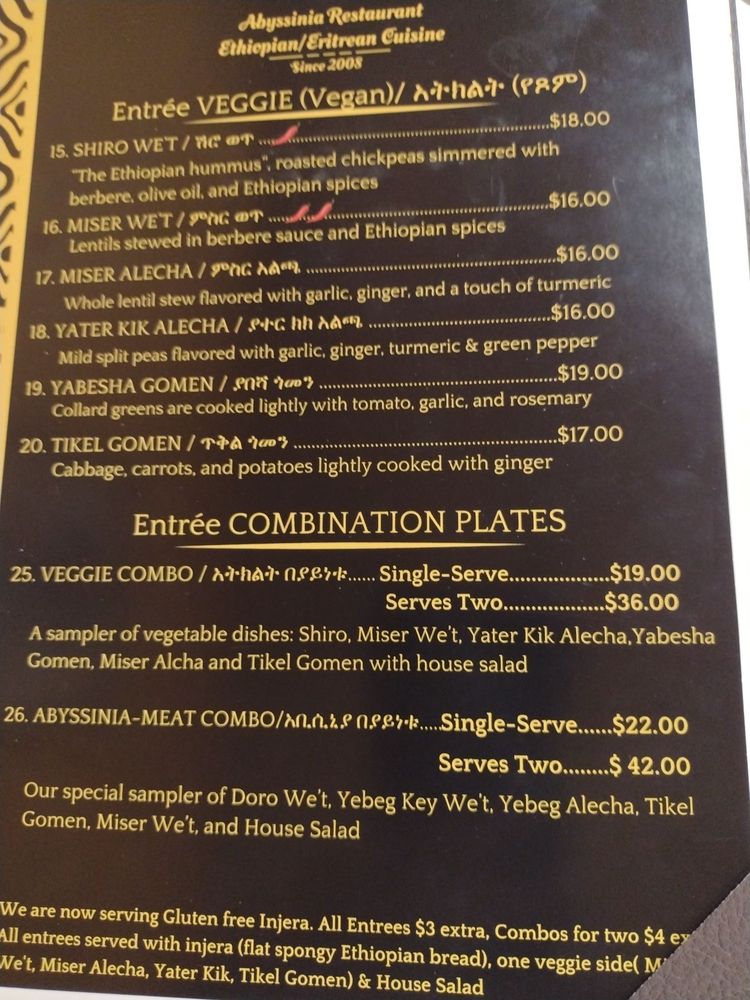 Abyssinia Restaurant
Ethiopian/Eritrean Cuisine
Since 2008
Entrée VEGGIE (Vegan)/ አትክልት (የጾም)
15. SHIRO WET / ሽሮ ወጥ ..........$18.00
"The Ethiopian hummus", roasted chickpeas simmered with
berbere, olive oil, and Ethiopian spices
16. MISER WET / ምስር ወጥ ..........$16.00
Lentils stewed in berbere sauce and Ethiopian spices
17. MISER ALECHA / ምስር አልጫ ..........$16.00
Whole lentil stew flavored with garlic, ginger, and a touch of turmeric
18. YATER KIK ALECHA / ያተር ክክ አልጫ ..........$16.00
Mild split peas flavored with garlic, ginger, turmeric & green pepper
19. YABESHA GOMEN / ያበሻ ጎመን ..........$19.00
Collard greens are cooked lightly with tomato, garlic, and rosemary
20. TIKEL GOMEN / ጥቅል ጎመን ..........$17.00
Cabbage, carrots, and potatoes lightly cooked with ginger
Entrée COMBINATION PLATES
25. VEGGIE COMBO / አትክልት በያይነቱ...... Single-Serve..........$19.00
Serves Two..........$36.00
A sampler of vegetable dishes: Shiro, Miser We't, Yater Kik Alecha,Yabesha
Gomen, Miser Alcha and Tikel Gomen with house salad
26. ABYSSINIA-MEAT COMBO/አቢሲኒያ በያይነቱ.....Single-Serve......$22.00
Serves Two........$ 42.00
Our special sampler of Doro We't, Yebeg Key We't, Yebeg Alecha, Tikel
Gomen, Miser We't, and House Salad
We are now serving Gluten free Injera. All Entrees $3 extra, Combos for two $4
All entrees served with injera (flat spongy Ethiopian bread), one veggie side(
We't, Miser Alecha, Yater Kik, Tikel Gomen) & House Salad